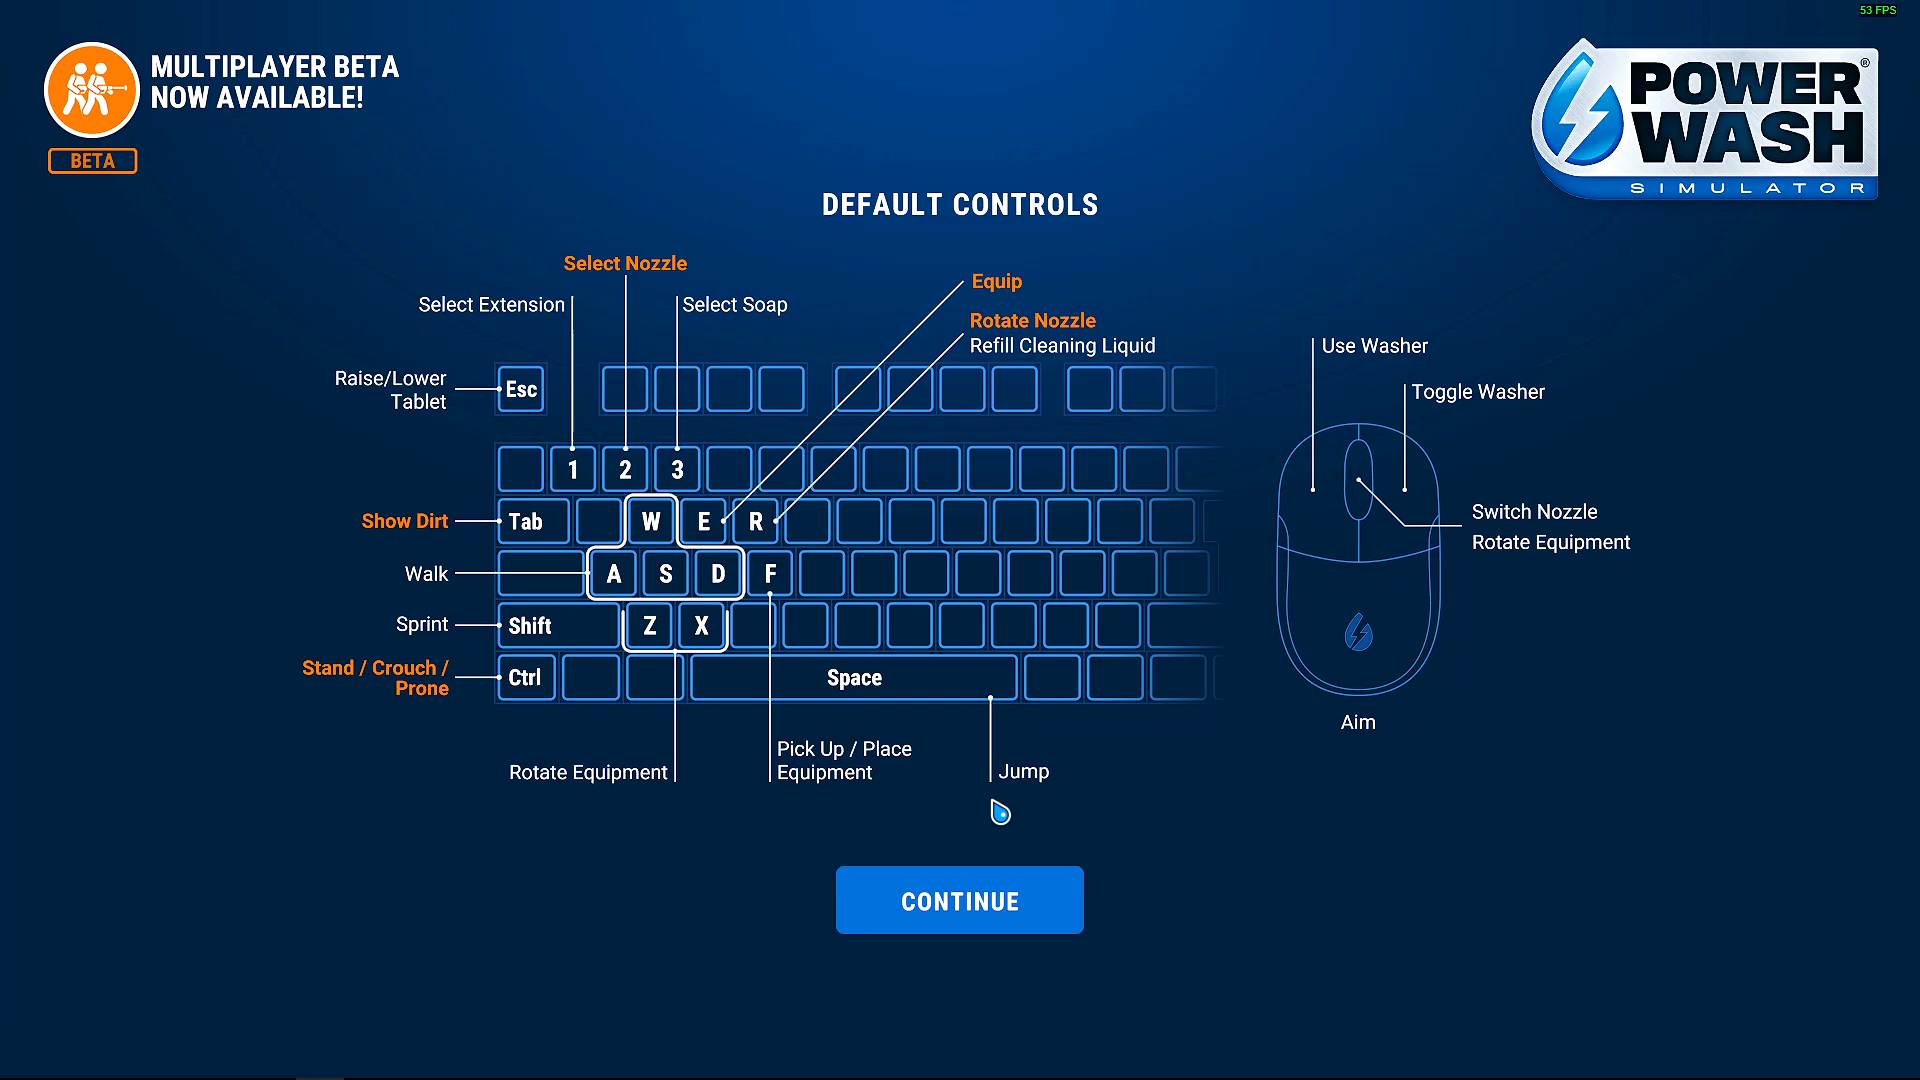 53 FPS
MULTIPLAYER BETA
NOW AVAILABLE!
BETA
POWER®
WASH
SIMULATOR
DEFAULT CONTROLS
Select Nozzle
Select Extension
Select Soap
Equip
Rotate Nozzle
Refill Cleaning Liquid
Use Washer
Toggle Washer
Raise/Lower
Tablet
Esc
1 2 3
Show Dirt
Tab W E R
Switch Nozzle
Rotate Equipment
Walk
A S D F
Sprint
Shift Z X
Stand / Crouch /
Prone
Ctrl Space
Aim
Rotate Equipment
Pick Up / Place
Equipment
Jump
CONTINUE